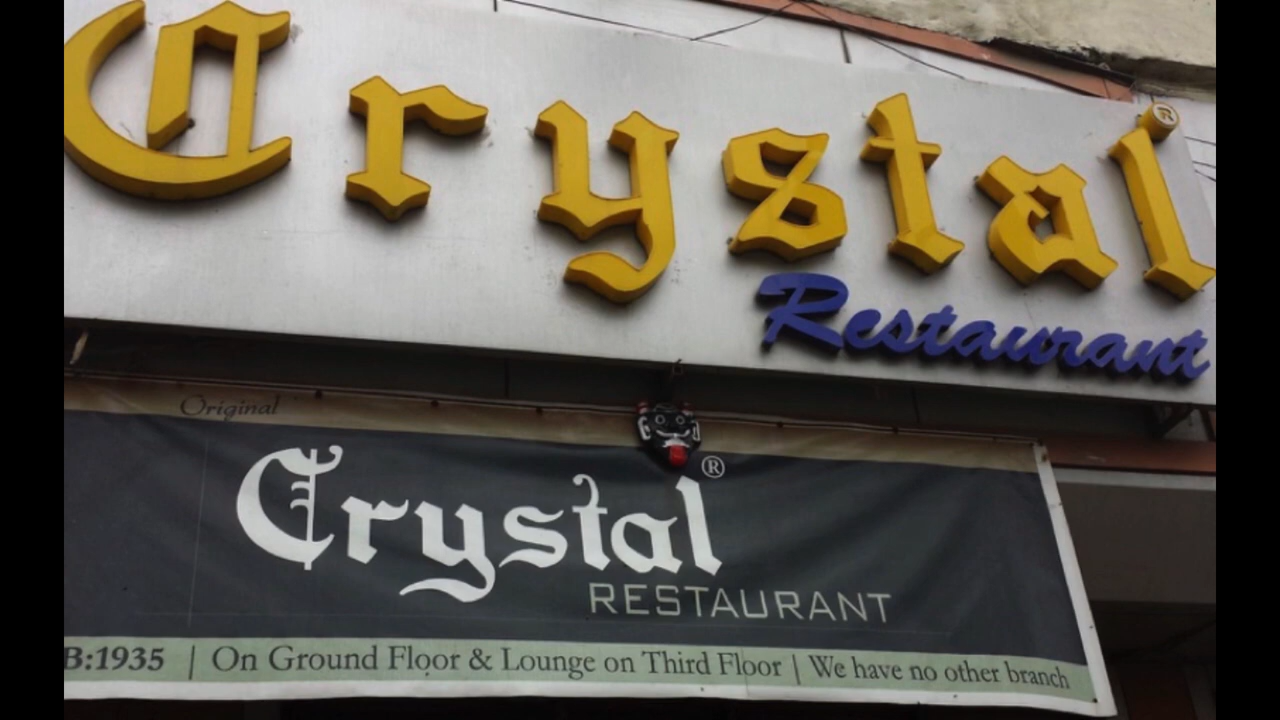 Crystal ®
Restaurant
Original
Crystal ®
RESTAURANT
B:1935 | On Ground Floor & Lounge on Third Floor | We have no other branch